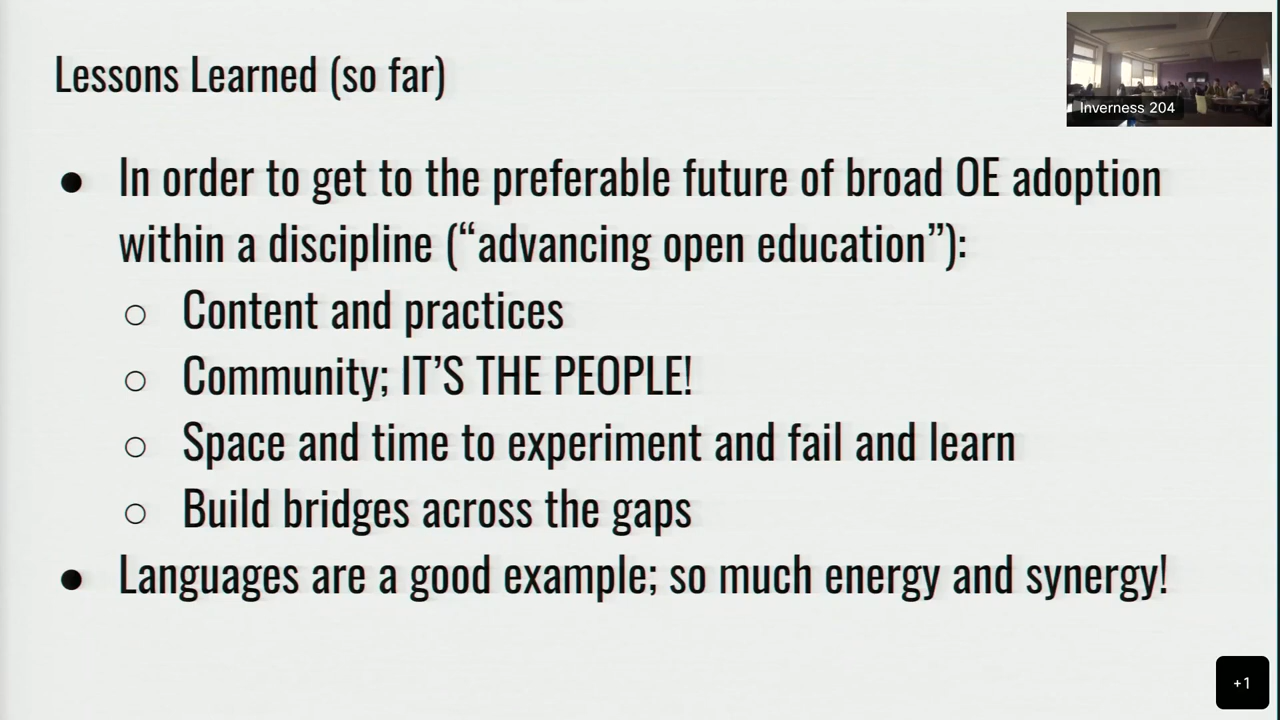 Lessons Learned (so far)
Inverness 204
● In order to get to the preferable future of broad OE adoption
within a discipline (“advancing open education”):
○ Content and practices
○ Community; IT’S THE PEOPLE!
○ Space and time to experiment and fail and learn
○ Build bridges across the gaps
● Languages are a good example; so much energy and synergy!
+1